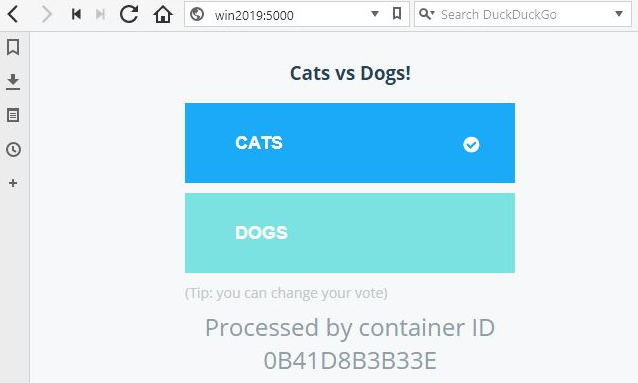 win2019:5000
Search DuckDuckGo
Cats vs Dogs!
CATS
DOGS
(Tip: you can change your vote)
Processed by container ID
0B41D8B3B33E